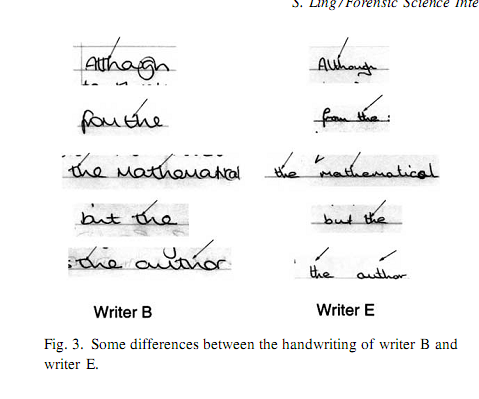 S. Ling / Forensic Science Inte
Although Although
from the from the
the mathematical the mathematical
but the but the
the author the author
Writer B Writer E
Fig. 3. Some differences between the handwriting of writer B and
writer E.